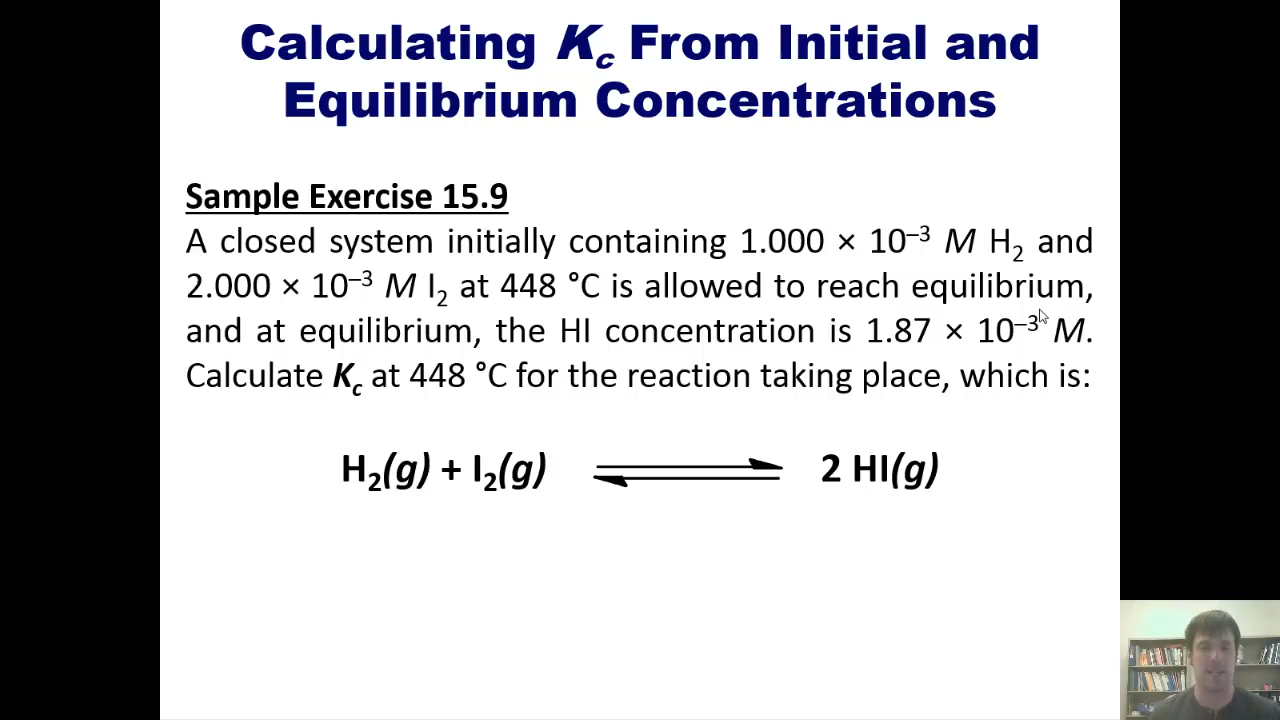 Calculating Kc From Initial and
Equilibrium Concentrations
Sample Exercise 15.9
A closed system initially containing 1.000 × 10⁻³ M H₂ and
2.000 × 10⁻³ M I₂ at 448 °C is allowed to reach equilibrium,
and at equilibrium, the HI concentration is 1.87 × 10⁻³ M.
Calculate Kc at 448 °C for the reaction taking place, which is:
H₂(g) + I₂(g) ⇌ 2 HI(g)